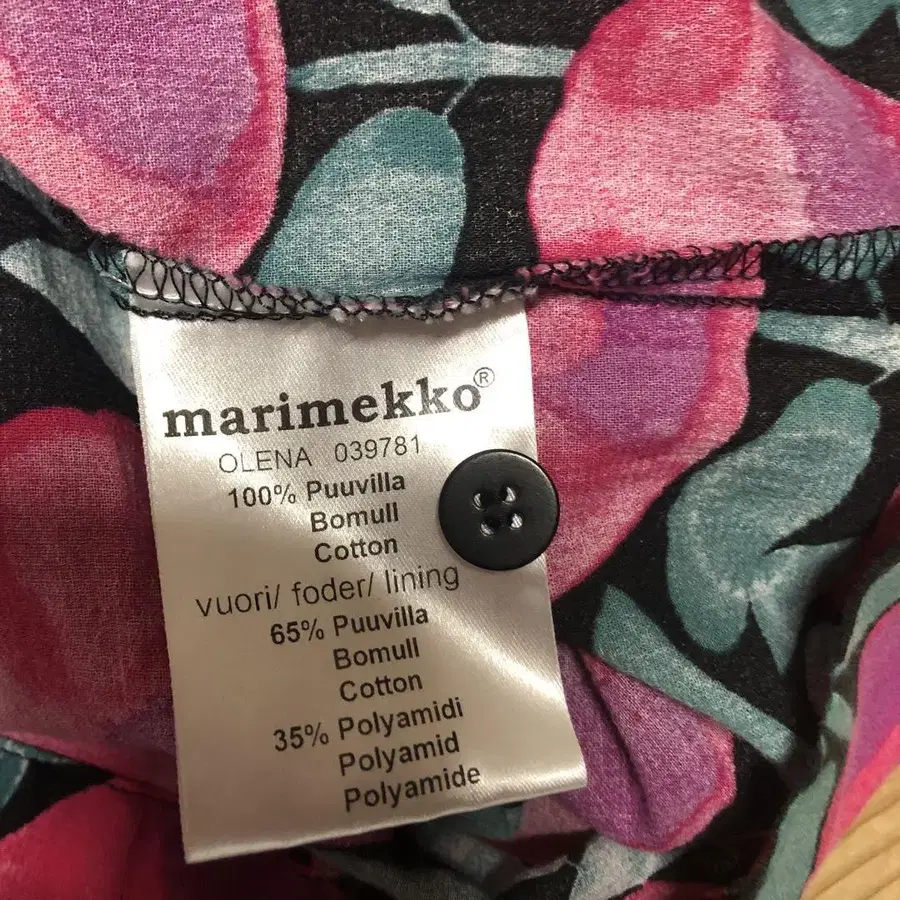 marimekko®
OLENA 039781
100% Puuvilla
Bomull
Cotton
vuori/ foder/ lining
65% Puuvilla
Bomull
Cotton
35% Polyamidi
Polyamid
Polyamide